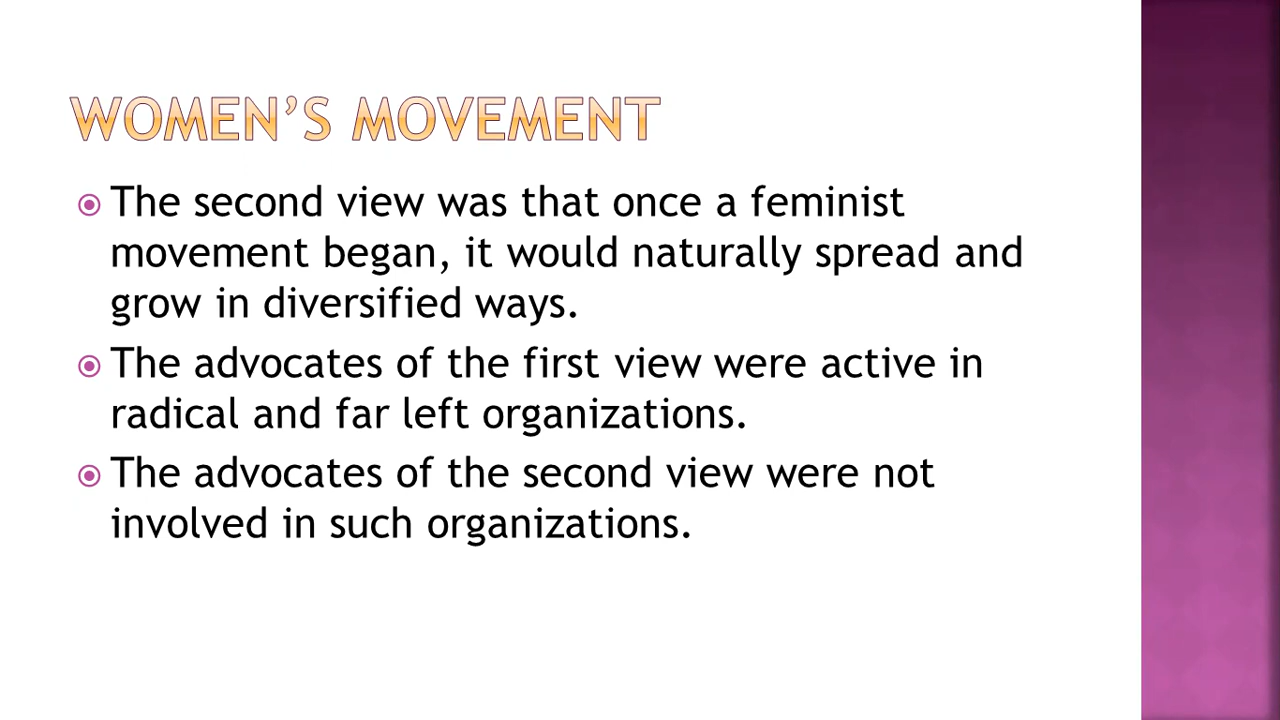 WOMEN’S MOVEMENT
The second view was that once a feminist
movement began, it would naturally spread and
grow in diversified ways.
The advocates of the first view were active in
radical and far left organizations.
The advocates of the second view were not
involved in such organizations.